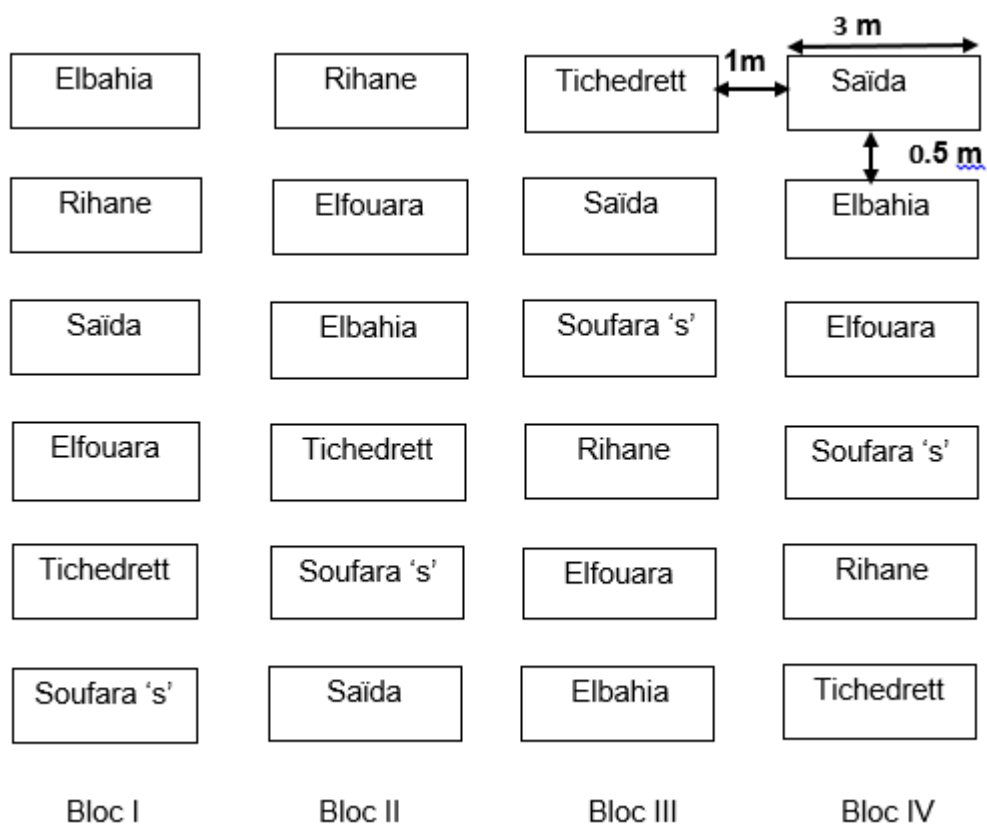 3 m
Elbahia Rihane Tichedrett 1m Saïda
0.5 m
Rihane Elfouara Saïda Elbahia
Saïda Elbahia Soufara ‘s’ Elfouara
Elfouara Tichedrett Rihane Soufara ‘s’
Tichedrett Soufara ‘s’ Elfouara Rihane
Soufara ‘s’ Saïda Elbahia Tichedrett
Bloc I Bloc II Bloc III Bloc IV